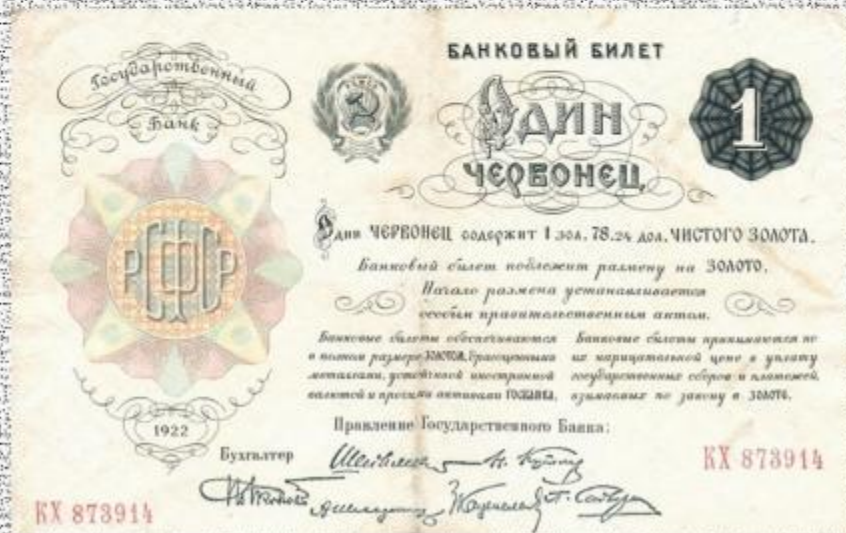 Государственный
Банк
РСФСР
1922
БАНКОВЫЙ БИЛЕТ
ОДИН
ЧЕРВОНЕЦ
1
Один ЧЕРВОНЕЦ содержит 1 зол. 78.24 дол. ЧИСТОГО ЗОЛОТА.
Банковый билет подлежит размену на ЗОЛОТО.
Начало размена устанавливается
особым правительственным актом.
Банковые билеты обеспечиваются
в полном размере ЗОЛОТОМ, драгоценными
металлами, устойчивой иностранной
валютой и прочими активами ГОСБАНКА.
Банковые билеты принимаются по
их нарицательной цене в уплату
государственных сборов и платежей,
взимаемых по закону в ЗОЛОТЕ.
Правление Государственного Банка:
Бухгалтер
КХ 873914
КХ 873914